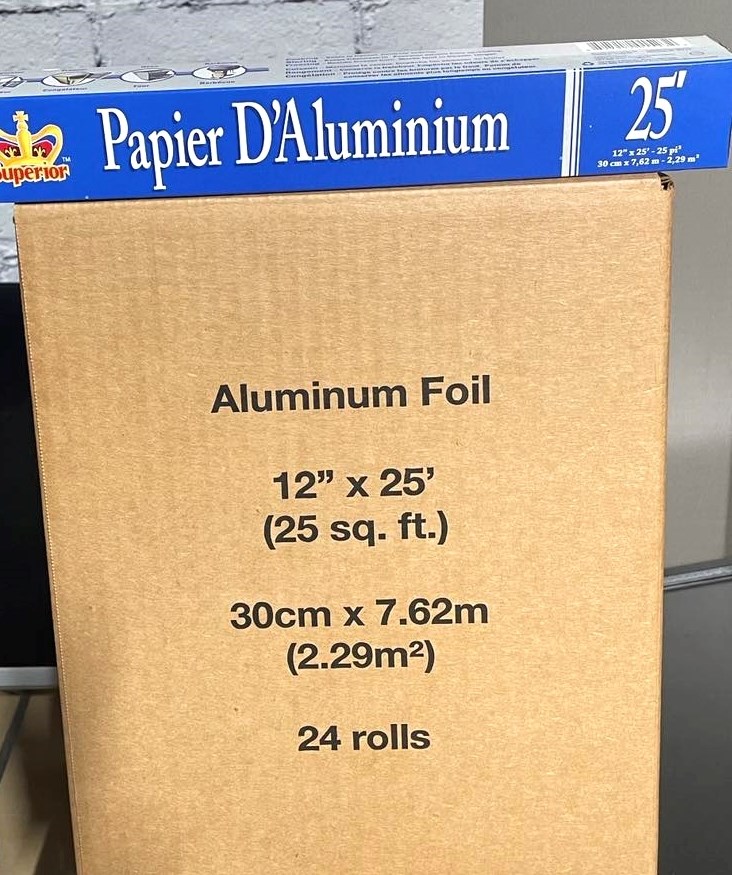 Superior
TM
Papier D'Aluminium
25'
12" x 25' - 25 pi²
30 cm x 7,62 m - 2,29 m²
Aluminum Foil
12” x 25’
(25 sq. ft.)
30cm x 7.62m
(2.29m²)
24 rolls